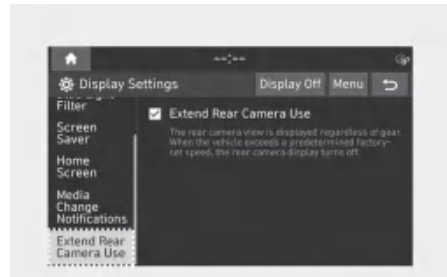 --:--
Display Settings
Display Off
Menu
Filter
Screen
Saver
Home
Screen
Media
Change
Notifications
Extend Rear
Camera Use
Extend Rear Camera Use
The rear camera view is displayed regardless of gear.
When the vehicle exceeds a predetermined factory-
set speed, the rear camera display turns off.